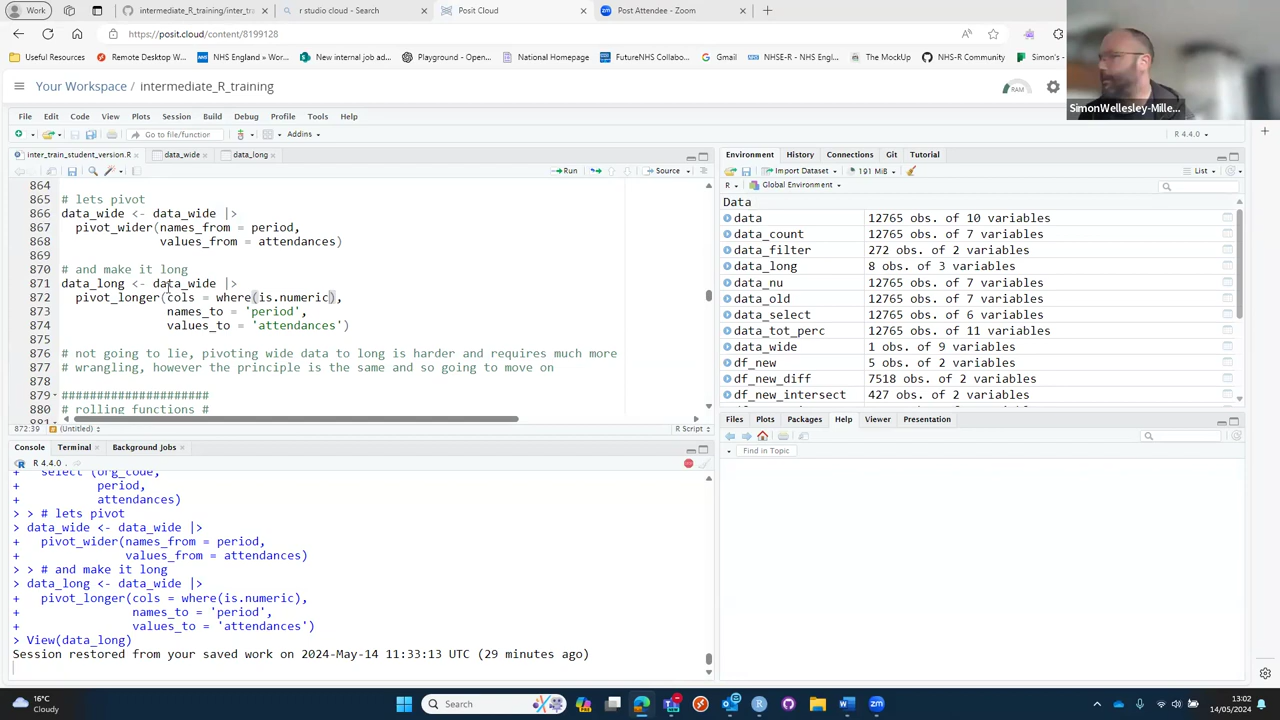 Work
intermediate_R_training/inter_tra
r studio cloud - Search
Posit Cloud
Post Attendee - Zoom
https://posit.cloud/content/8199128
Useful Resources
NHS England » Wor...
New internal job ad...
Playground - Open...
National Homepage
FutureNHS Collabo...
NHSE-R - NHS Eng...
The MockUp
NHS-R Community
Simon's
Your Workspace / intermediate_R_training
RAM
SimonWellesley-Mille...
File Edit Code View Plots Session Build Debug Profile Tools Help
Go to file/function
Addins
R 4.4.0
inter_train_student_version.R
data_wide
data_long
Run
Source
864
865 # lets pivot
866 data_wide <- data_wide |>
867 pivot_wider(names_from = period,
868 values_from = attendances)
869
870 # and make it long
871 data_long <- data_wide |>
872 pivot_longer(cols = where(is.numeric),
873 names_to = 'period',
874 values_to = 'attendances')
875
876 # not going to lie, pivoting wide data to long is harder and requires much more
877 # wrangling, however the principle is the same and so going to move on
878
879 #####################
880 # rolling functions #
872:39
(Untitled)
R Script
Console
Terminal
Background Jobs
R 4.4.0 · ~/
+ select (org_code,
+ period,
+ attendances)
> > # lets pivot
> data_wide <- data_wide |>
+ pivot_wider(names_from = period,
+ values_from = attendances)
> > # and make it long
> data_long <- data_wide |>
+ pivot_longer(cols = where(is.numeric),
+ names_to = 'period',
+ values_to = 'attendances')
> View(data_long)
Session restored from your saved work on 2024-May-14 11:33:13 UTC (29 minutes ago)
Environment
History
Connections
Git
Tutorial
Import Dataset
191 MiB
List
R
Global Environment
Data
data 12765 obs. of 10 variables
data_count 12765 obs. of 7 variables
data_filter 272 obs. of 2 variables
data_long 8 obs. of 3 variables
data_nu 12765 obs. of 7 variables
data_old 12765 obs. of 7 variables
data_select 12765 obs. of 6 variables
data_tot_perc 12765 obs. of 11 variables
data_wide 1 obs. of 9 variables
df_new 5 obs. of 2 variables
df_new_diff 7518 obs. of 2 variables
df_new_intersect 427 obs. of 2 variables
Files
Plots
Packages
Help
Viewer
Presentation
Find in Topic
16°C
Cloudy
Search
13:02
14/05/2024